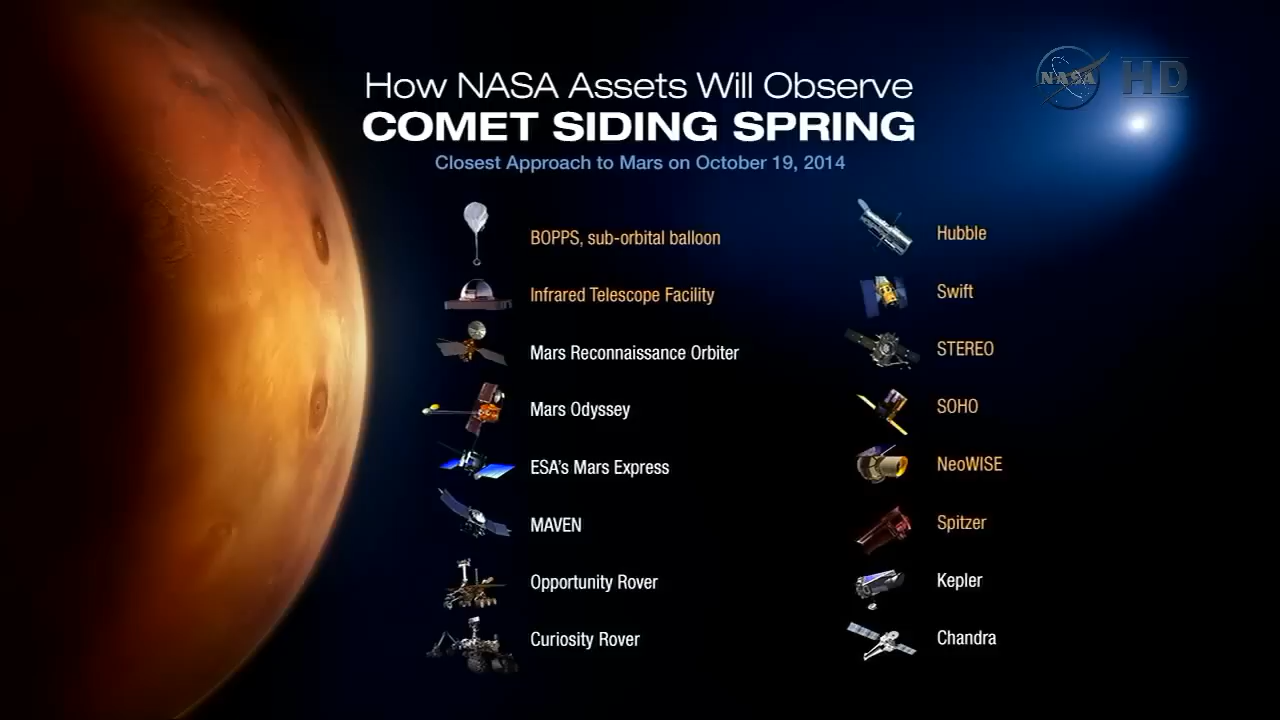 How NASA Assets Will Observe
COMET SIDING SPRING
Closest Approach to Mars on October 19, 2014
NASA HD
BOPPS, sub-orbital balloon
Infrared Telescope Facility
Mars Reconnaissance Orbiter
Mars Odyssey
ESA's Mars Express
MAVEN
Opportunity Rover
Curiosity Rover
Hubble
Swift
STEREO
SOHO
NeoWISE
Spitzer
Kepler
Chandra